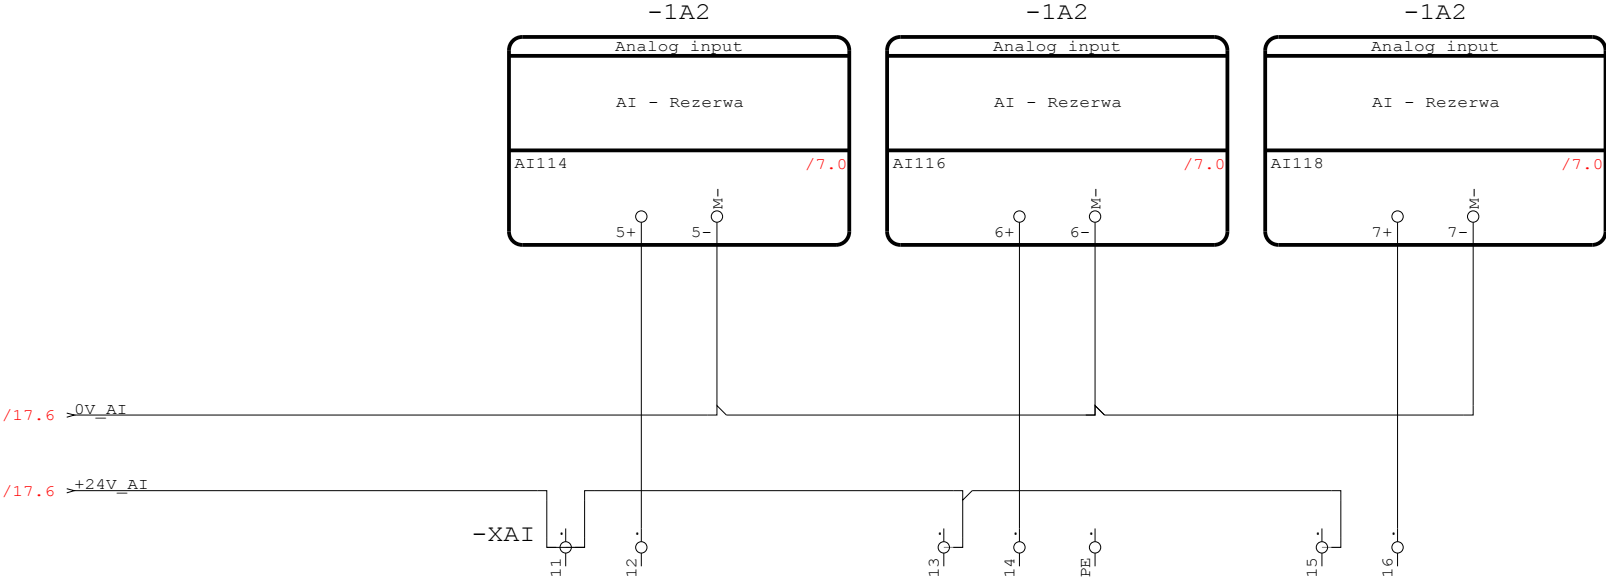 -1A2 -1A2 -1A2
Analog input Analog input Analog input
AI - Rezerwa AI - Rezerwa AI - Rezerwa
AI114 /7.0 AI116 /7.0 AI118 /7.0
M- M- M-
5+ 5- 6+ 6- 7+ 7-
/17.6 0V_AI
/17.6 +24V_AI
-XAI
11 12 13 14 PE 15 16